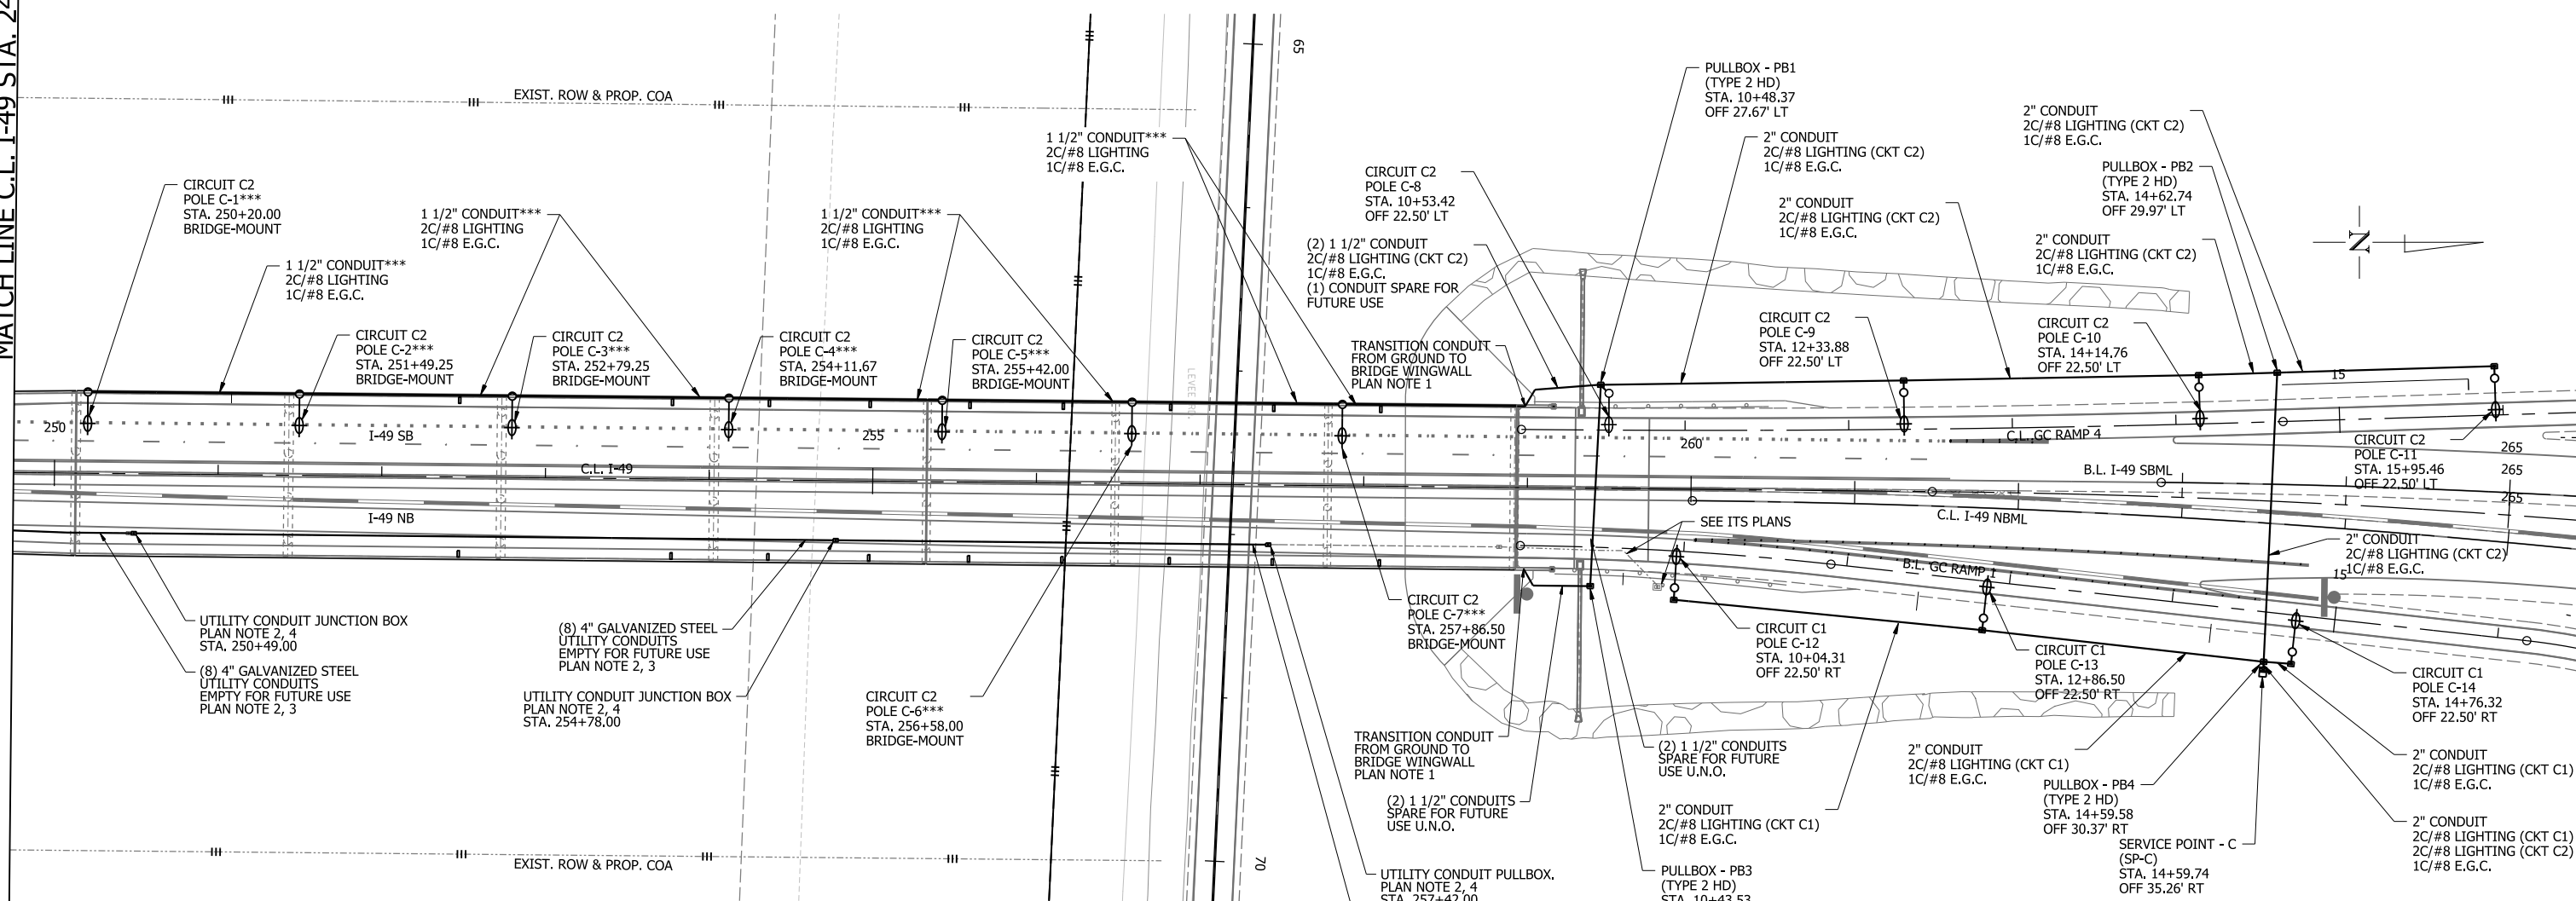 MATCH LINE C.L. I-49 STA.
EXIST. ROW & PROP. COA
65
CIRCUIT C2
POLE C-1***
STA. 250+20.00
BRIDGE-MOUNT
1 1/2" CONDUIT***
2C/#8 LIGHTING
1C/#8 E.G.C.
1 1/2" CONDUIT***
2C/#8 LIGHTING
1C/#8 E.G.C.
1 1/2" CONDUIT***
2C/#8 LIGHTING
1C/#8 E.G.C.
1 1/2" CONDUIT***
2C/#8 LIGHTING
1C/#8 E.G.C.
CIRCUIT C2
POLE C-2***
STA. 251+49.25
BRIDGE-MOUNT
CIRCUIT C2
POLE C-3***
STA. 252+79.25
BRIDGE-MOUNT
CIRCUIT C2
POLE C-4***
STA. 254+11.67
BRIDGE-MOUNT
CIRCUIT C2
POLE C-5***
STA. 255+42.00
BRDIGE-MOUNT
PULLBOX - PB1
(TYPE 2 HD)
STA. 10+48.37
OFF 27.67' LT
CIRCUIT C2
POLE C-8
STA. 10+53.42
OFF 22.50' LT
(2) 1 1/2" CONDUIT
2C/#8 LIGHTING (CKT C2)
1C/#8 E.G.C.
(1) CONDUIT SPARE FOR
FUTURE USE
TRANSITION CONDUIT
FROM GROUND TO
BRIDGE WINGWALL
PLAN NOTE 1
2" CONDUIT
2C/#8 LIGHTING (CKT C2)
1C/#8 E.G.C.
2" CONDUIT
2C/#8 LIGHTING (CKT C2)
1C/#8 E.G.C.
2" CONDUIT
2C/#8 LIGHTING (CKT C2)
1C/#8 E.G.C.
PULLBOX - PB2
(TYPE 2 HD)
STA. 14+62.74
OFF 29.97' LT
2" CONDUIT
2C/#8 LIGHTING (CKT C2)
1C/#8 E.G.C.
N
CIRCUIT C2
POLE C-9
STA. 12+33.88
OFF 22.50' LT
CIRCUIT C2
POLE C-10
STA. 14+14.76
OFF 22.50' LT
15
250
I-49 SB
255
260
C.L. GC RAMP 4
CIRCUIT C2
POLE C-11
STA. 15+95.46
OFF 22.50' LT
265
265
265
C.L. I-49
B.L. I-49 SBML
I-49 NB
C.L. I-49 NBML
SEE ITS PLANS
B.L. GC RAMP 1
2" CONDUIT
2C/#8 LIGHTING (CKT C2)
1C/#8 E.G.C.
15
UTILITY CONDUIT JUNCTION BOX
PLAN NOTE 2, 4
STA. 250+49.00
(8) 4" GALVANIZED STEEL
UTILITY CONDUITS
EMPTY FOR FUTURE USE
PLAN NOTE 2, 3
(8) 4" GALVANIZED STEEL
UTILITY CONDUITS
EMPTY FOR FUTURE USE
PLAN NOTE 2, 3
UTILITY CONDUIT JUNCTION BOX
PLAN NOTE 2, 4
STA. 254+78.00
CIRCUIT C2
POLE C-6***
STA. 256+58.00
BRIDGE-MOUNT
CIRCUIT C2
POLE C-7***
STA. 257+86.50
BRIDGE-MOUNT
TRANSITION CONDUIT
FROM GROUND TO
BRIDGE WINGWALL
PLAN NOTE 1
(2) 1 1/2" CONDUITS
SPARE FOR FUTURE
USE U.N.O.
(2) 1 1/2" CONDUITS
SPARE FOR FUTURE
USE U.N.O.
CIRCUIT C1
POLE C-12
STA. 10+04.31
OFF 22.50' RT
CIRCUIT C1
POLE C-13
STA. 12+86.50
OFF 22.50' RT
CIRCUIT C1
POLE C-14
STA. 14+76.32
OFF 22.50' RT
2" CONDUIT
2C/#8 LIGHTING (CKT C1)
1C/#8 E.G.C.
2" CONDUIT
2C/#8 LIGHTING (CKT C1)
1C/#8 E.G.C.
PULLBOX - PB4
(TYPE 2 HD)
STA. 14+59.58
OFF 30.37' RT
SERVICE POINT - C
(SP-C)
STA. 14+59.74
OFF 35.26' RT
2" CONDUIT
2C/#8 LIGHTING (CKT C1)
1C/#8 E.G.C.
2" CONDUIT
2C/#8 LIGHTING (CKT C1)
2C/#8 LIGHTING (CKT C2)
1C/#8 E.G.C.
EXIST. ROW & PROP. COA
70
UTILITY CONDUIT PULLBOX.
PLAN NOTE 2, 4
STA. 257+42.00
PULLBOX - PB3
(TYPE 2 HD)
STA. 10+43.53